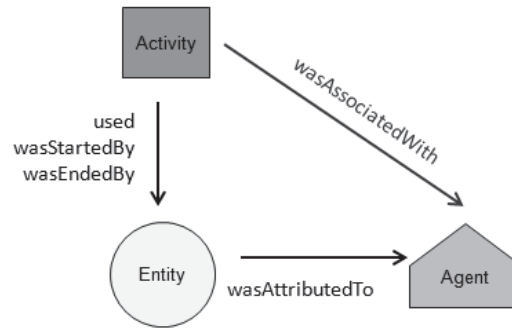 Activity
wasAssociatedWith
used
wasStartedBy
wasEndedBy
Entity
wasAttributedTo
Agent